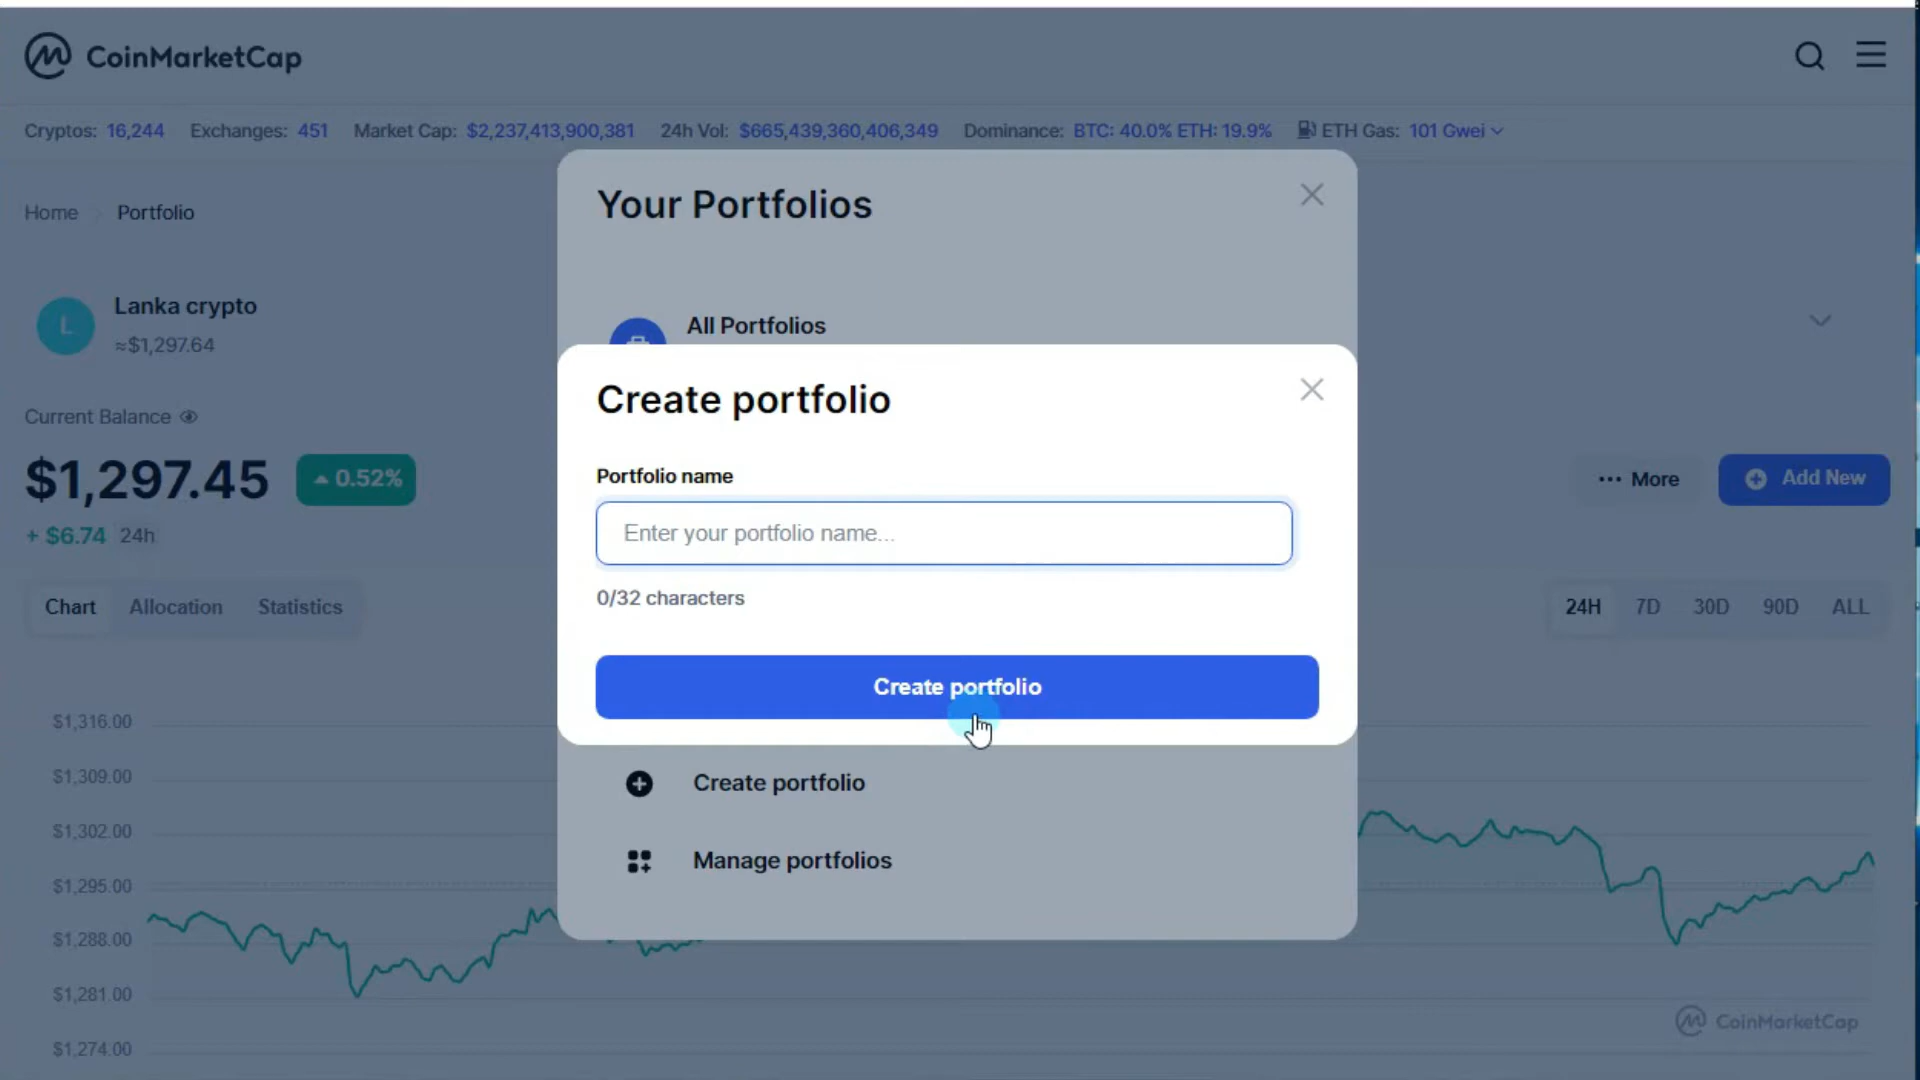 CoinMarketCap
Cryptos: 16,244 Exchanges: 451 Market Cap: $2,237,413,900,381 24h Vol: $665,439,360,406,349 Dominance: BTC: 40.0% ETH: 19.9% ETH Gas: 101 Gwei
Your Portfolios
Home Portfolio
L
Lanka crypto
≈$1,297.64
All Portfolios
Create portfolio
Current Balance
$1,297.45 0.52%
+ $6.74 24h
Portfolio name
Enter your portfolio name...
0/32 characters
Create portfolio
More
Add New
Chart Allocation Statistics
24H 7D 30D 90D ALL
Create portfolio
Manage portfolios
$1,316.00
$1,309.00
$1,302.00
$1,295.00
$1,288.00
$1,281.00
$1,274.00
CoinMarketCap